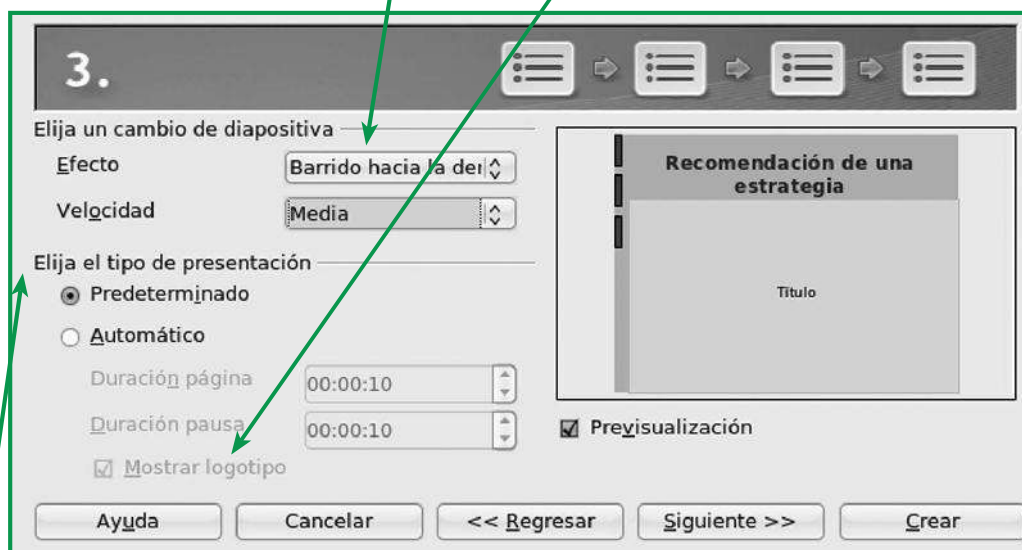 3.
Elija un cambio de diapositiva
Efecto
Barrido hacia la der
Velocidad
Media
Elija el tipo de presentación
Predeterminado
Automático
Duración página
00:00:10
Duración pausa
00:00:10
Mostrar logotipo
Recomendación de una
estrategia
Título
Previsualización
Ayuda
Cancelar
<< Regresar
Siguiente >>
Crear